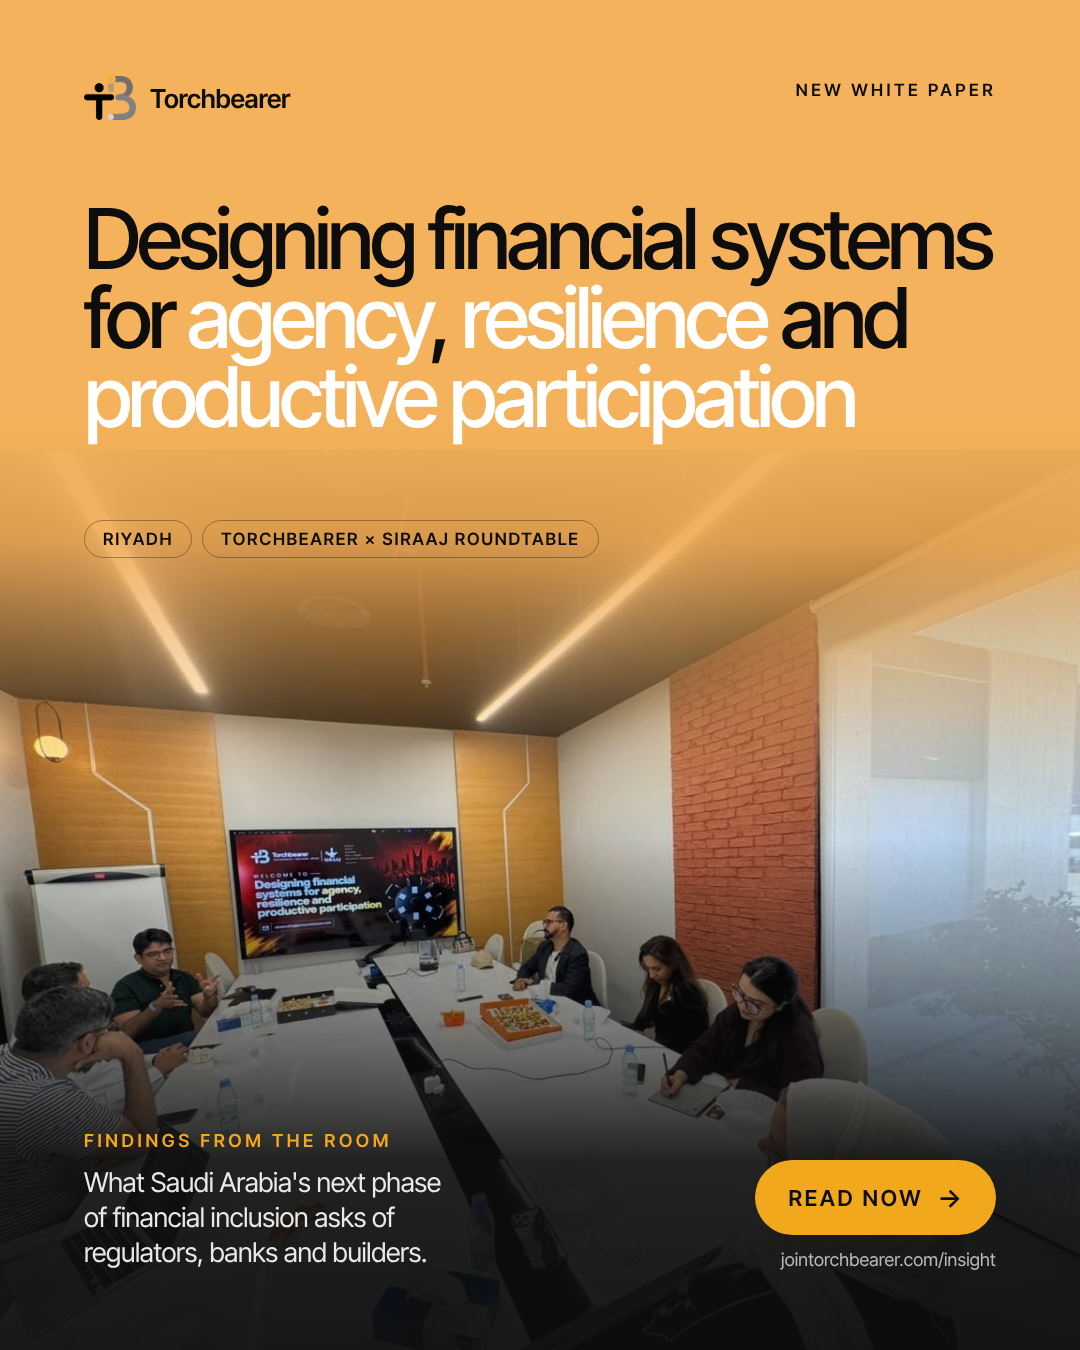 Torchbearer
NEW WHITE PAPER
Designing financial systems
for agency, resilience and
productive participation
RIYADH
TORCHBEARER × SIRAAJ ROUNDTABLE
Torchbearer
SIRAAJ
WELCOME TO
Designing financial
systems for agency,
resilience and
productive participation
FINDINGS FROM THE ROOM
What Saudi Arabia's next phase
of financial inclusion asks of
regulators, banks and builders.
READ NOW →
jointorchbearer.com/insight